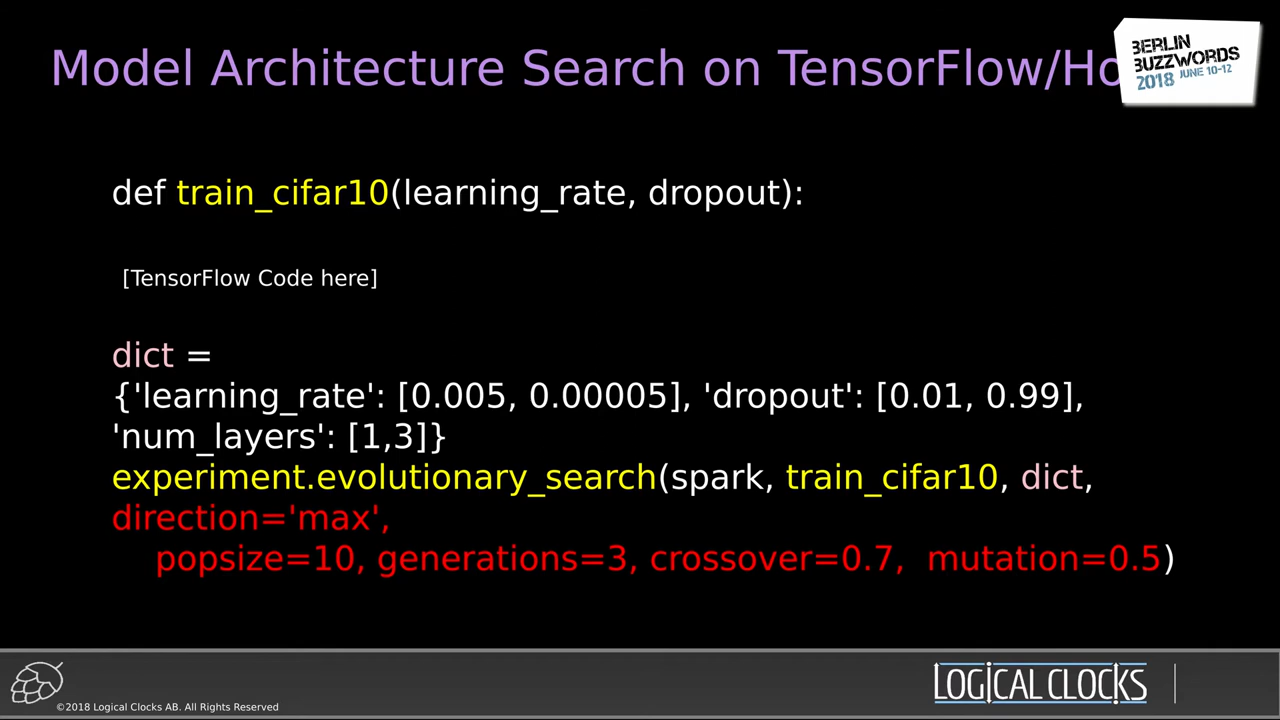 Model Architecture Search on TensorFlow/Ho
BERLIN
BUZZWORDS
2018 JUNE 10-12
def train_cifar10(learning_rate, dropout):
[TensorFlow Code here]
dict =
{'learning_rate': [0.005, 0.00005], 'dropout': [0.01, 0.99],
'num_layers': [1,3]}
experiment.evolutionary_search(spark, train_cifar10, dict,
direction='max',
popsize=10, generations=3, crossover=0.7, mutation=0.5)
©2018 Logical Clocks AB. All Rights Reserved
LOGICAL CLOCKS